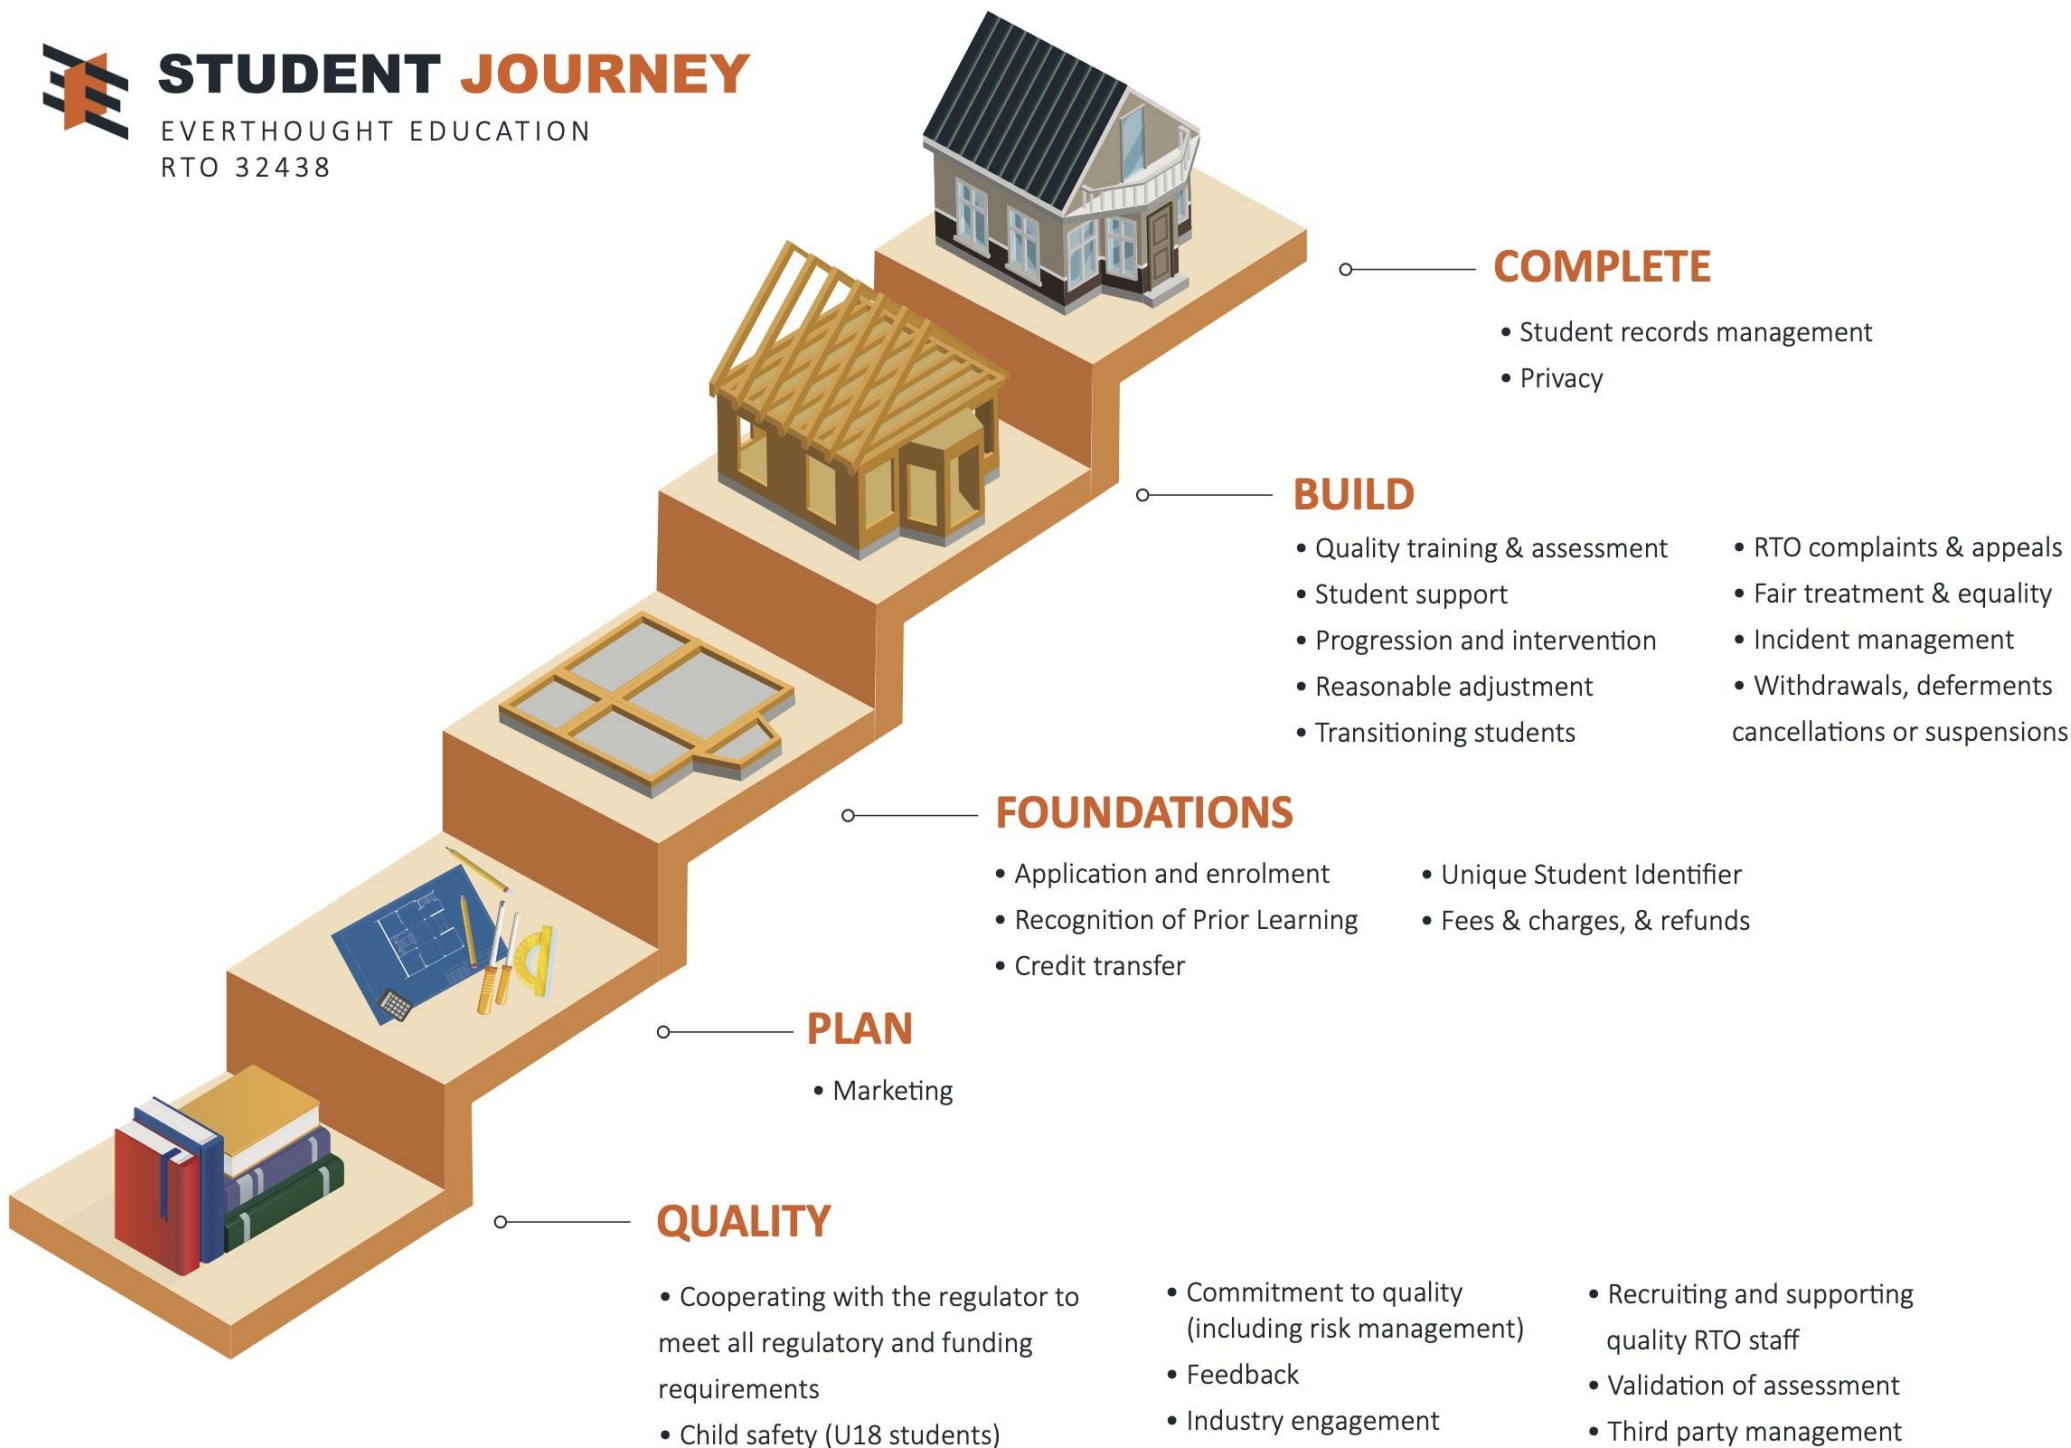 STUDENT JOURNEY
EVERTHOUGHT EDUCATION
RTO 32438
COMPLETE
• Student records management
• Privacy
BUILD
• Quality training & assessment
• Student support
• Progression and intervention
• Reasonable adjustment
• Transitioning students
• RTO complaints & appeals
• Fair treatment & equality
• Incident management
• Withdrawals, deferments
cancellations or suspensions
FOUNDATIONS
• Application and enrolment
• Recognition of Prior Learning
• Credit transfer
• Unique Student Identifier
• Fees & charges, & refunds
PLAN
• Marketing
QUALITY
• Cooperating with the regulator to
meet all regulatory and funding
requirements
• Child safety (U18 students)
• Commitment to quality
(including risk management)
• Feedback
• Industry engagement
• Recruiting and supporting
quality RTO staff
• Validation of assessment
• Third party management